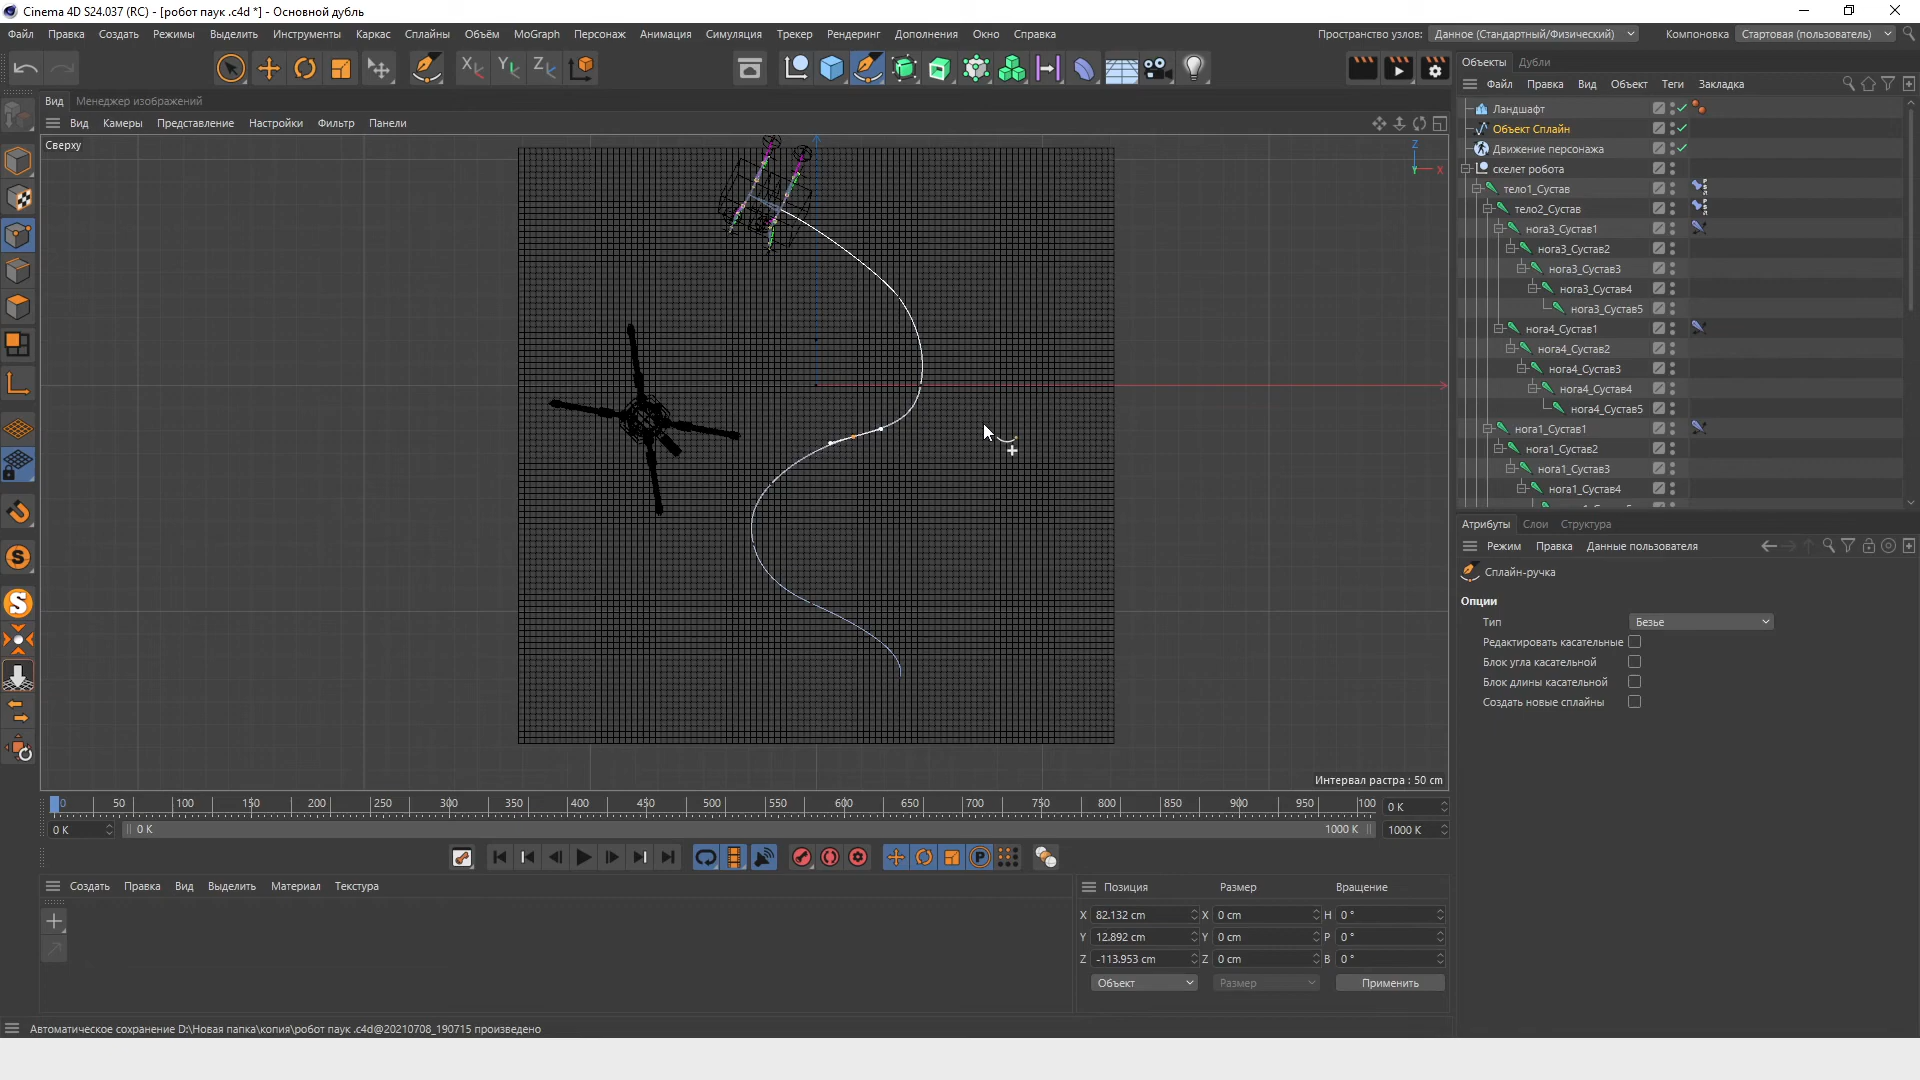 Cinema 4D S24.037 (RC) - [робот паук .c4d *] - Основной дубль
Файл Правка Создать Режимы Выделить Инструменты Каркас Сплайны Объём MoGraph Персонаж Анимация Симуляция Трекер Рендеринг Дополнения Окно Справка
Пространство узлов: Данное (Стандартный/Физический) Компоновка Стартовая (пользователь)
Объекты Дубли
Файл Правка Вид Объект Теги Закладка
Вид Менеджер изображений
Вид Камеры Представление Настройки Фильтр Панели
Сверху
Z
X
Ландшафт
Объект Сплайн
Движение персонажа
скелет робота
тело1_Сустав
тело2_Сустав
нога3_Сустав1
нога3_Сустав2
нога3_Сустав3
нога3_Сустав4
нога3_Сустав5
нога4_Сустав1
нога4_Сустав2
нога4_Сустав3
нога4_Сустав4
нога4_Сустав5
нога1_Сустав1
нога1_Сустав2
нога1_Сустав3
нога1_Сустав4
Атрибуты Слои Структура
Режим Правка Данные пользователя
Сплайн-ручка
Опции
Тип Безье
Редактировать касательные
Блок угла касательной
Блок длины касательной
Создать новые сплайны
Интервал растра : 50 cm
0 50 100 150 200 250 300 350 400 450 500 550 600 650 700 750 800 850 900 950 100 0 K
0 K 0 K 1000 K 1000 K
Создать Правка Вид Выделить Материал Текстура
Позиция Размер Вращение
X 82.132 cm X 0 cm H 0 °
Y 12.892 cm Y 0 cm P 0 °
Z -113.953 cm Z 0 cm B 0 °
Объект Размер Применить
Автоматическое сохранение D:\Новая папка\копия\робот паук .c4d@20210708_190715 произведено